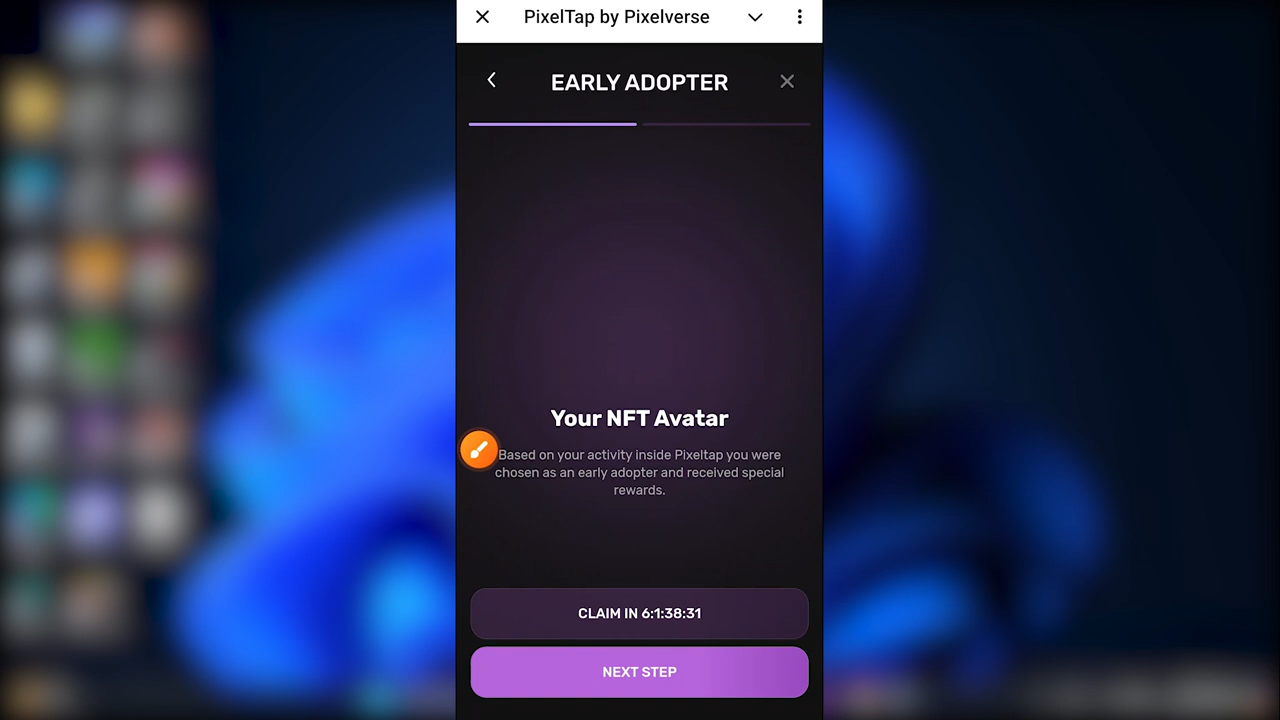 PixelTap by Pixelverse
EARLY ADOPTER
Your NFT Avatar
Based on your activity inside Pixeltap you were
chosen as an early adopter and received special
rewards.
CLAIM IN 6:1:38:31
NEXT STEP